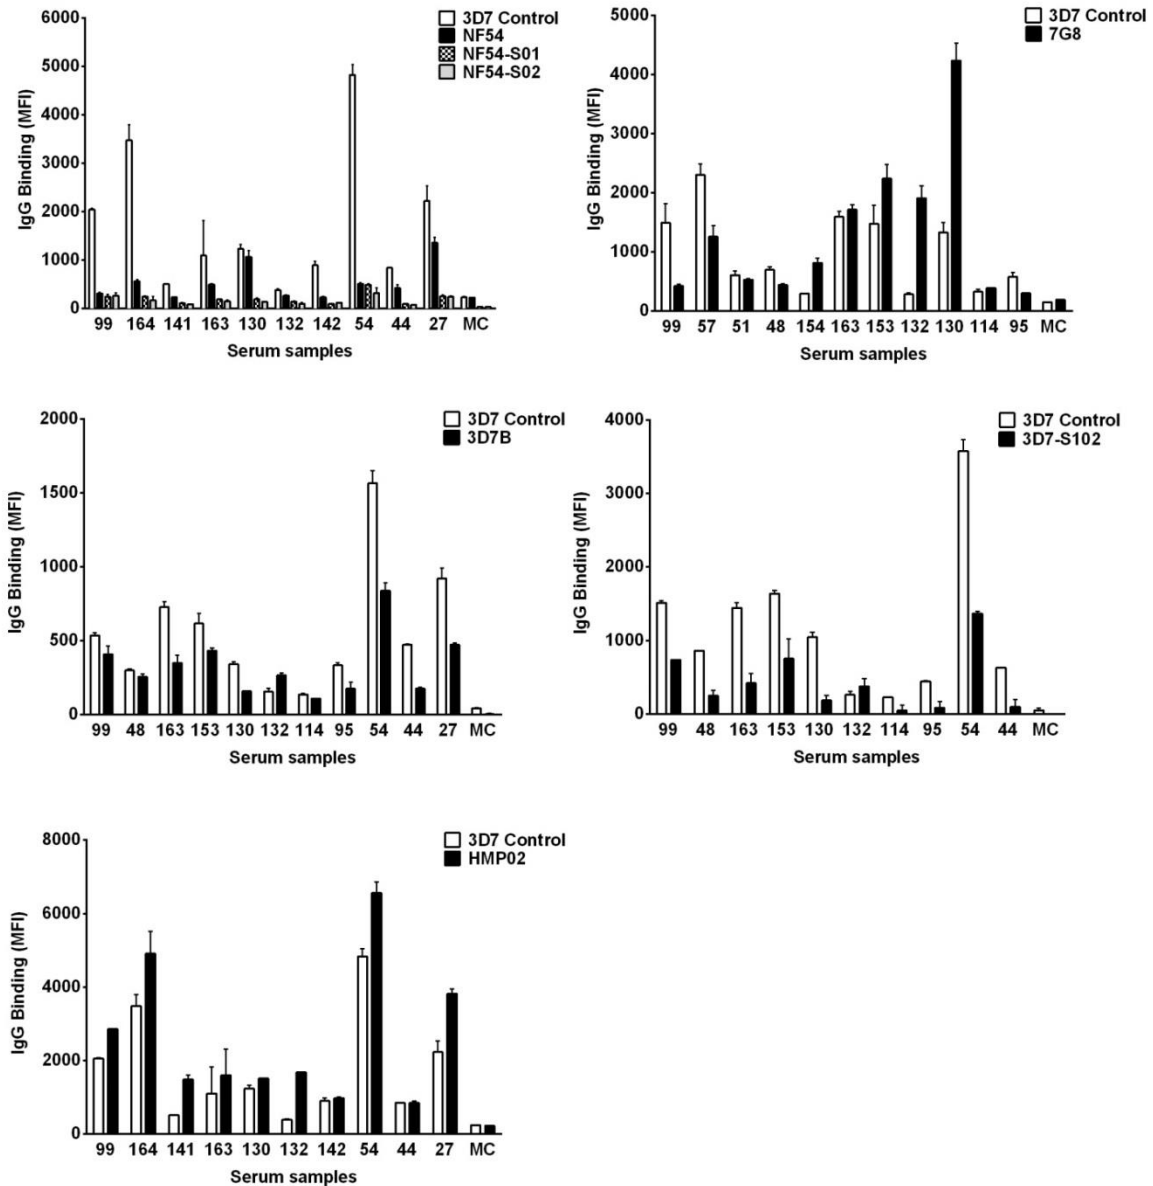 6000
5000
4000
3000
2000
1000
0
IgG Binding (MFI)
3D7 Control
NF54
NF54-S01
NF54-S02
99 164 141 163 130 132 142 54 44 27 MC
Serum samples
5000
4000
3000
2000
1000
0
IgG Binding (MFI)
3D7 Control
7G8
99 57 51 48 154 163 153 132 130 114 95 MC
Serum samples
2000
1500
1000
500
0
IgG Binding (MFI)
3D7 Control
3D7B
99 48 163 153 130 132 114 95 54 44 27 MC
Serum samples
4000
3000
2000
1000
0
IgG Binding (MFI)
3D7 Control
3D7-S102
99 48 163 153 130 132 114 95 54 44 MC
Serum samples
8000
6000
4000
2000
0
IgG Binding (MFI)
3D7 Control
HMP02
99 164 141 163 130 132 142 54 44 27 MC
Serum samples